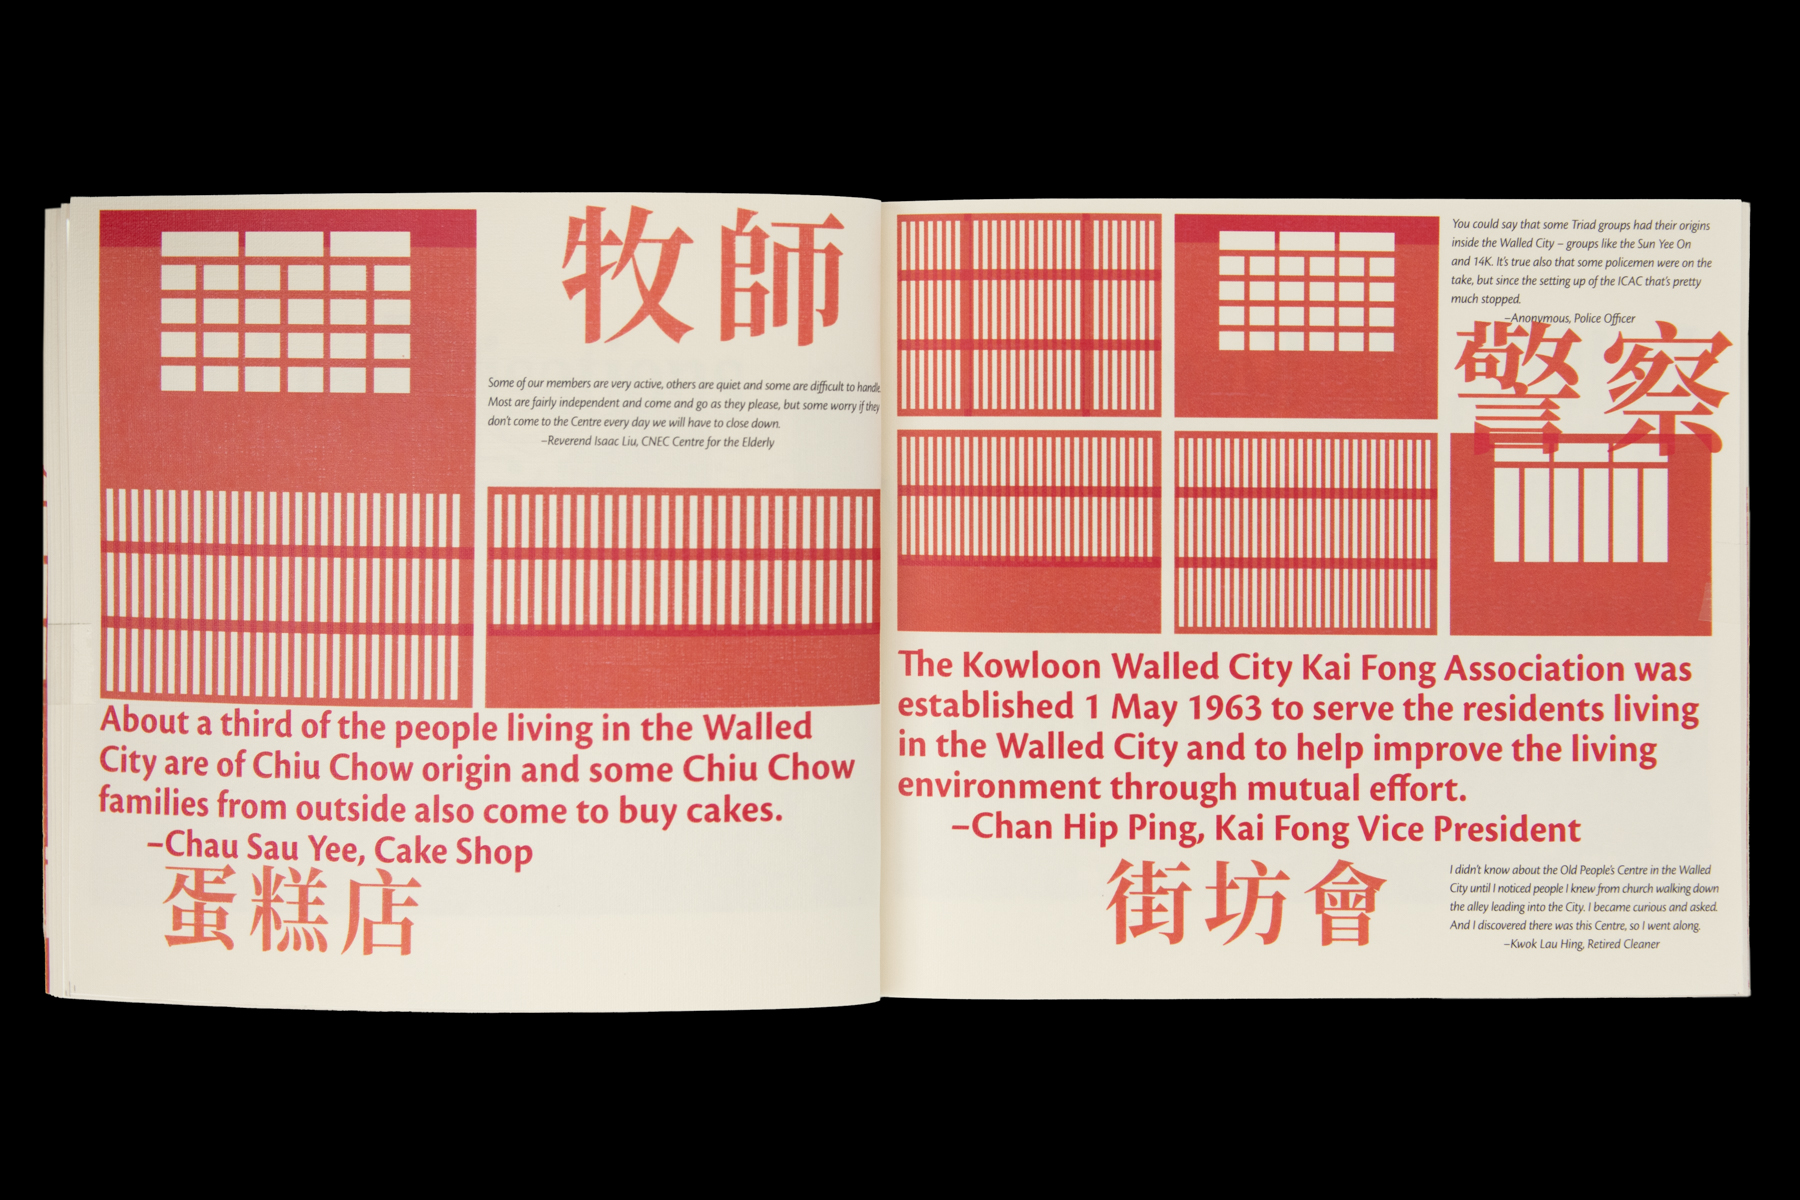 牧師
Some of our members are very active, others are quiet and some are difficult to handle.
Most are fairly independent and come and go as they please, but some worry if they
don't come to the Centre every day we will have to close down.
–Reverend Isaac Liu, CNEC Centre for the Elderly
About a third of the people living in the Walled
City are of Chiu Chow origin and some Chiu Chow
families from outside also come to buy cakes.
–Chau Sau Yee, Cake Shop
蛋糕店
You could say that some Triad groups had their origins
inside the Walled City – groups like the Sun Yee On
and 14K. It's true also that some policemen were on the
take, but since the setting up of the ICAC that's pretty
much stopped.
–Anonymous, Police Officer
警察
The Kowloon Walled City Kai Fong Association was
established 1 May 1963 to serve the residents living
in the Walled City and to help improve the living
environment through mutual effort.
–Chan Hip Ping, Kai Fong Vice President
街坊會
I didn't know about the Old People's Centre in the Walled
City until I noticed people I knew from church walking down
the alley leading into the City. I became curious and asked.
And I discovered there was this Centre, so I went along.
–Kwok Lau Hing, Retired Cleaner